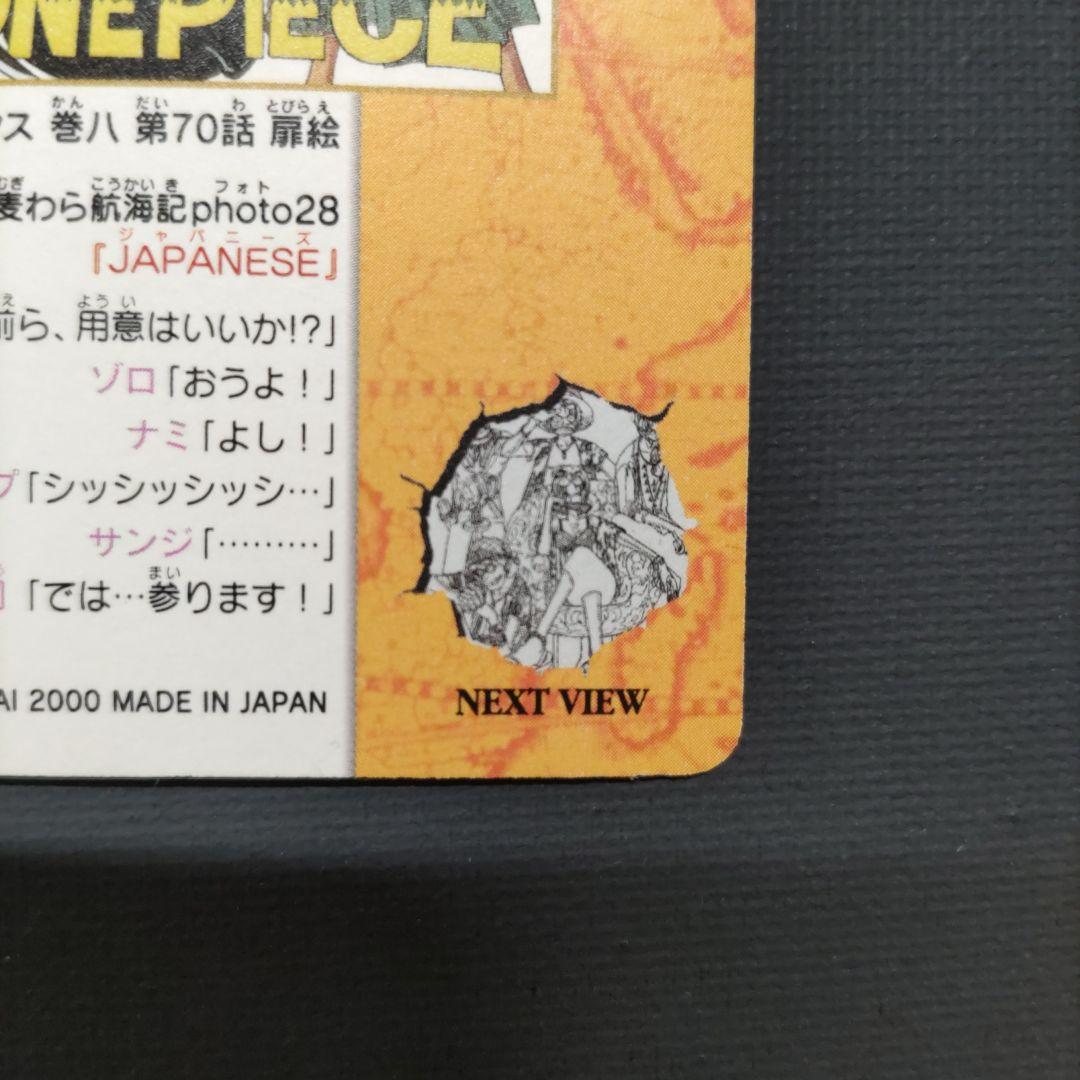 ONE PIECE
ス 巻八 第70話 扉絵
麦わら航海記photo28
『JAPANESE』
前ら、用意はいいか!?」
ゾロ「おうよ！」
ナミ「よし！」
プ「シッシッシッシ…」
サンジ「………」
「では…参ります！」
AI 2000 MADE IN JAPAN
NEXT VIEW